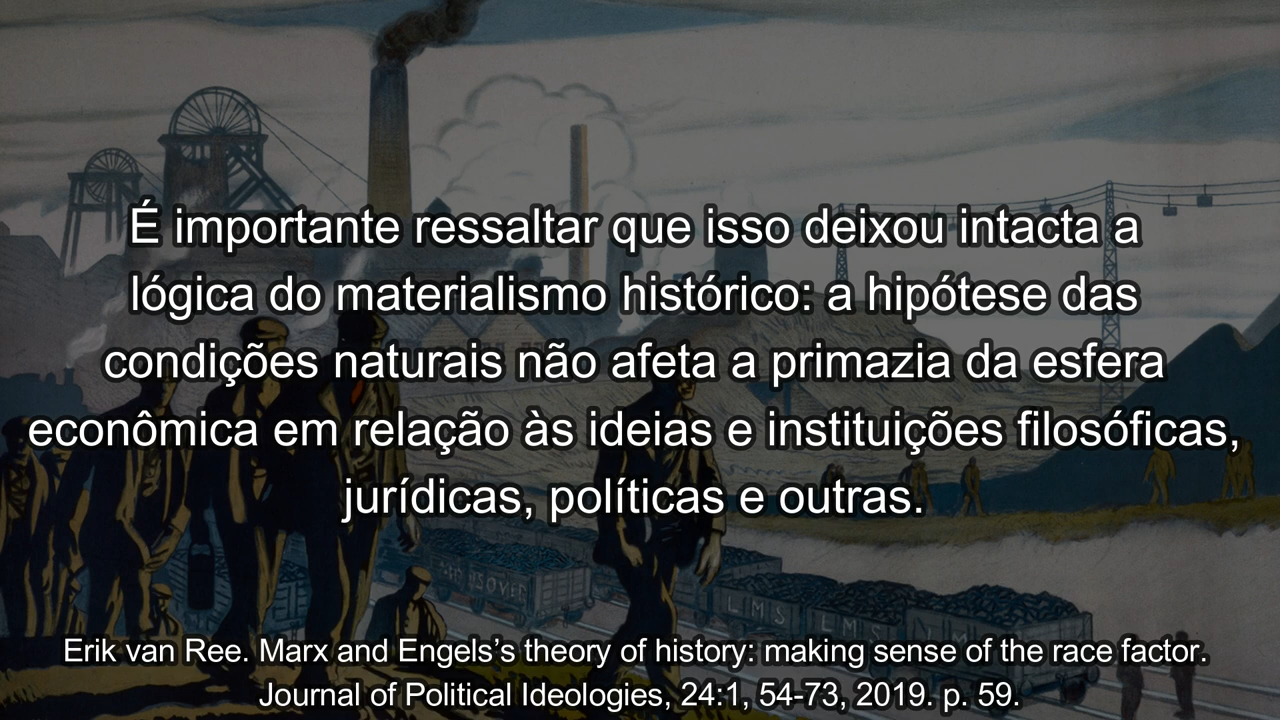 É importante ressaltar que isso deixou intacta a
lógica do materialismo histórico: a hipótese das
condições naturais não afeta a primazia da esfera
econômica em relação às ideias e instituições filosóficas,
jurídicas, políticas e outras.
LMS
LMS
Erik van Ree. Marx and Engels’s theory of history: making sense of the race factor.
Journal of Political Ideologies, 24:1, 54-73, 2019. p. 59.